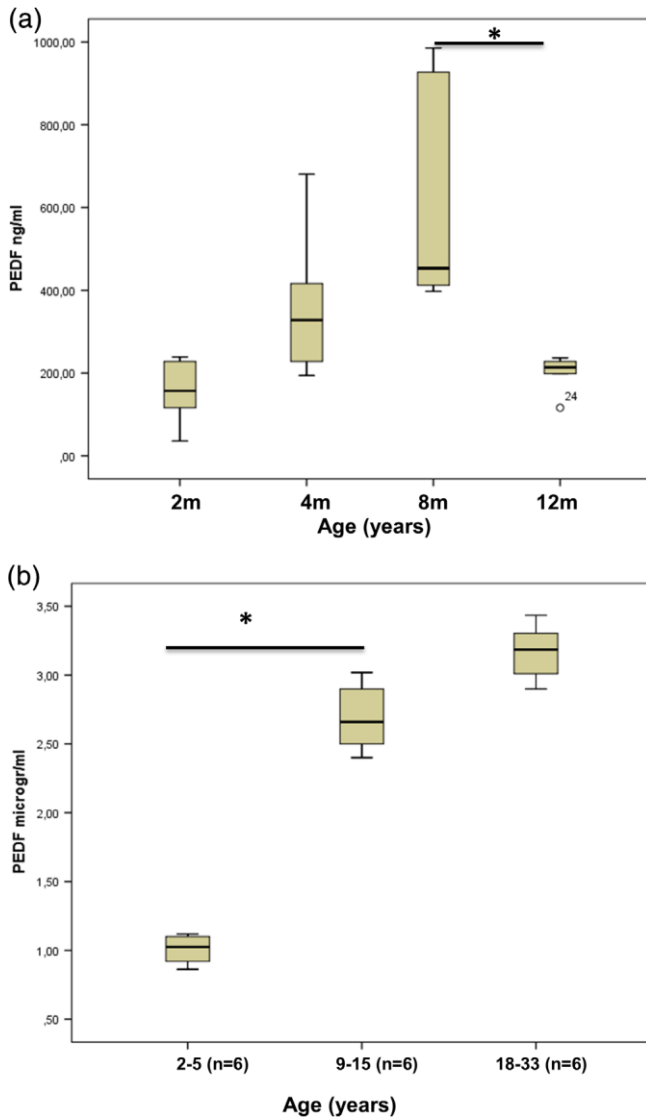 (a)
*
1000,00
800,00
600,00
400,00
200,00
,00
PEDF ng/ml
24
2m 4m 8m 12m
Age (years)
(b)
*
3,50
3,00
2,50
2,00
1,50
1,00
,50
PEDF microgr/ml
2-5 (n=6) 9-15 (n=6) 18-33 (n=6)
Age (years)